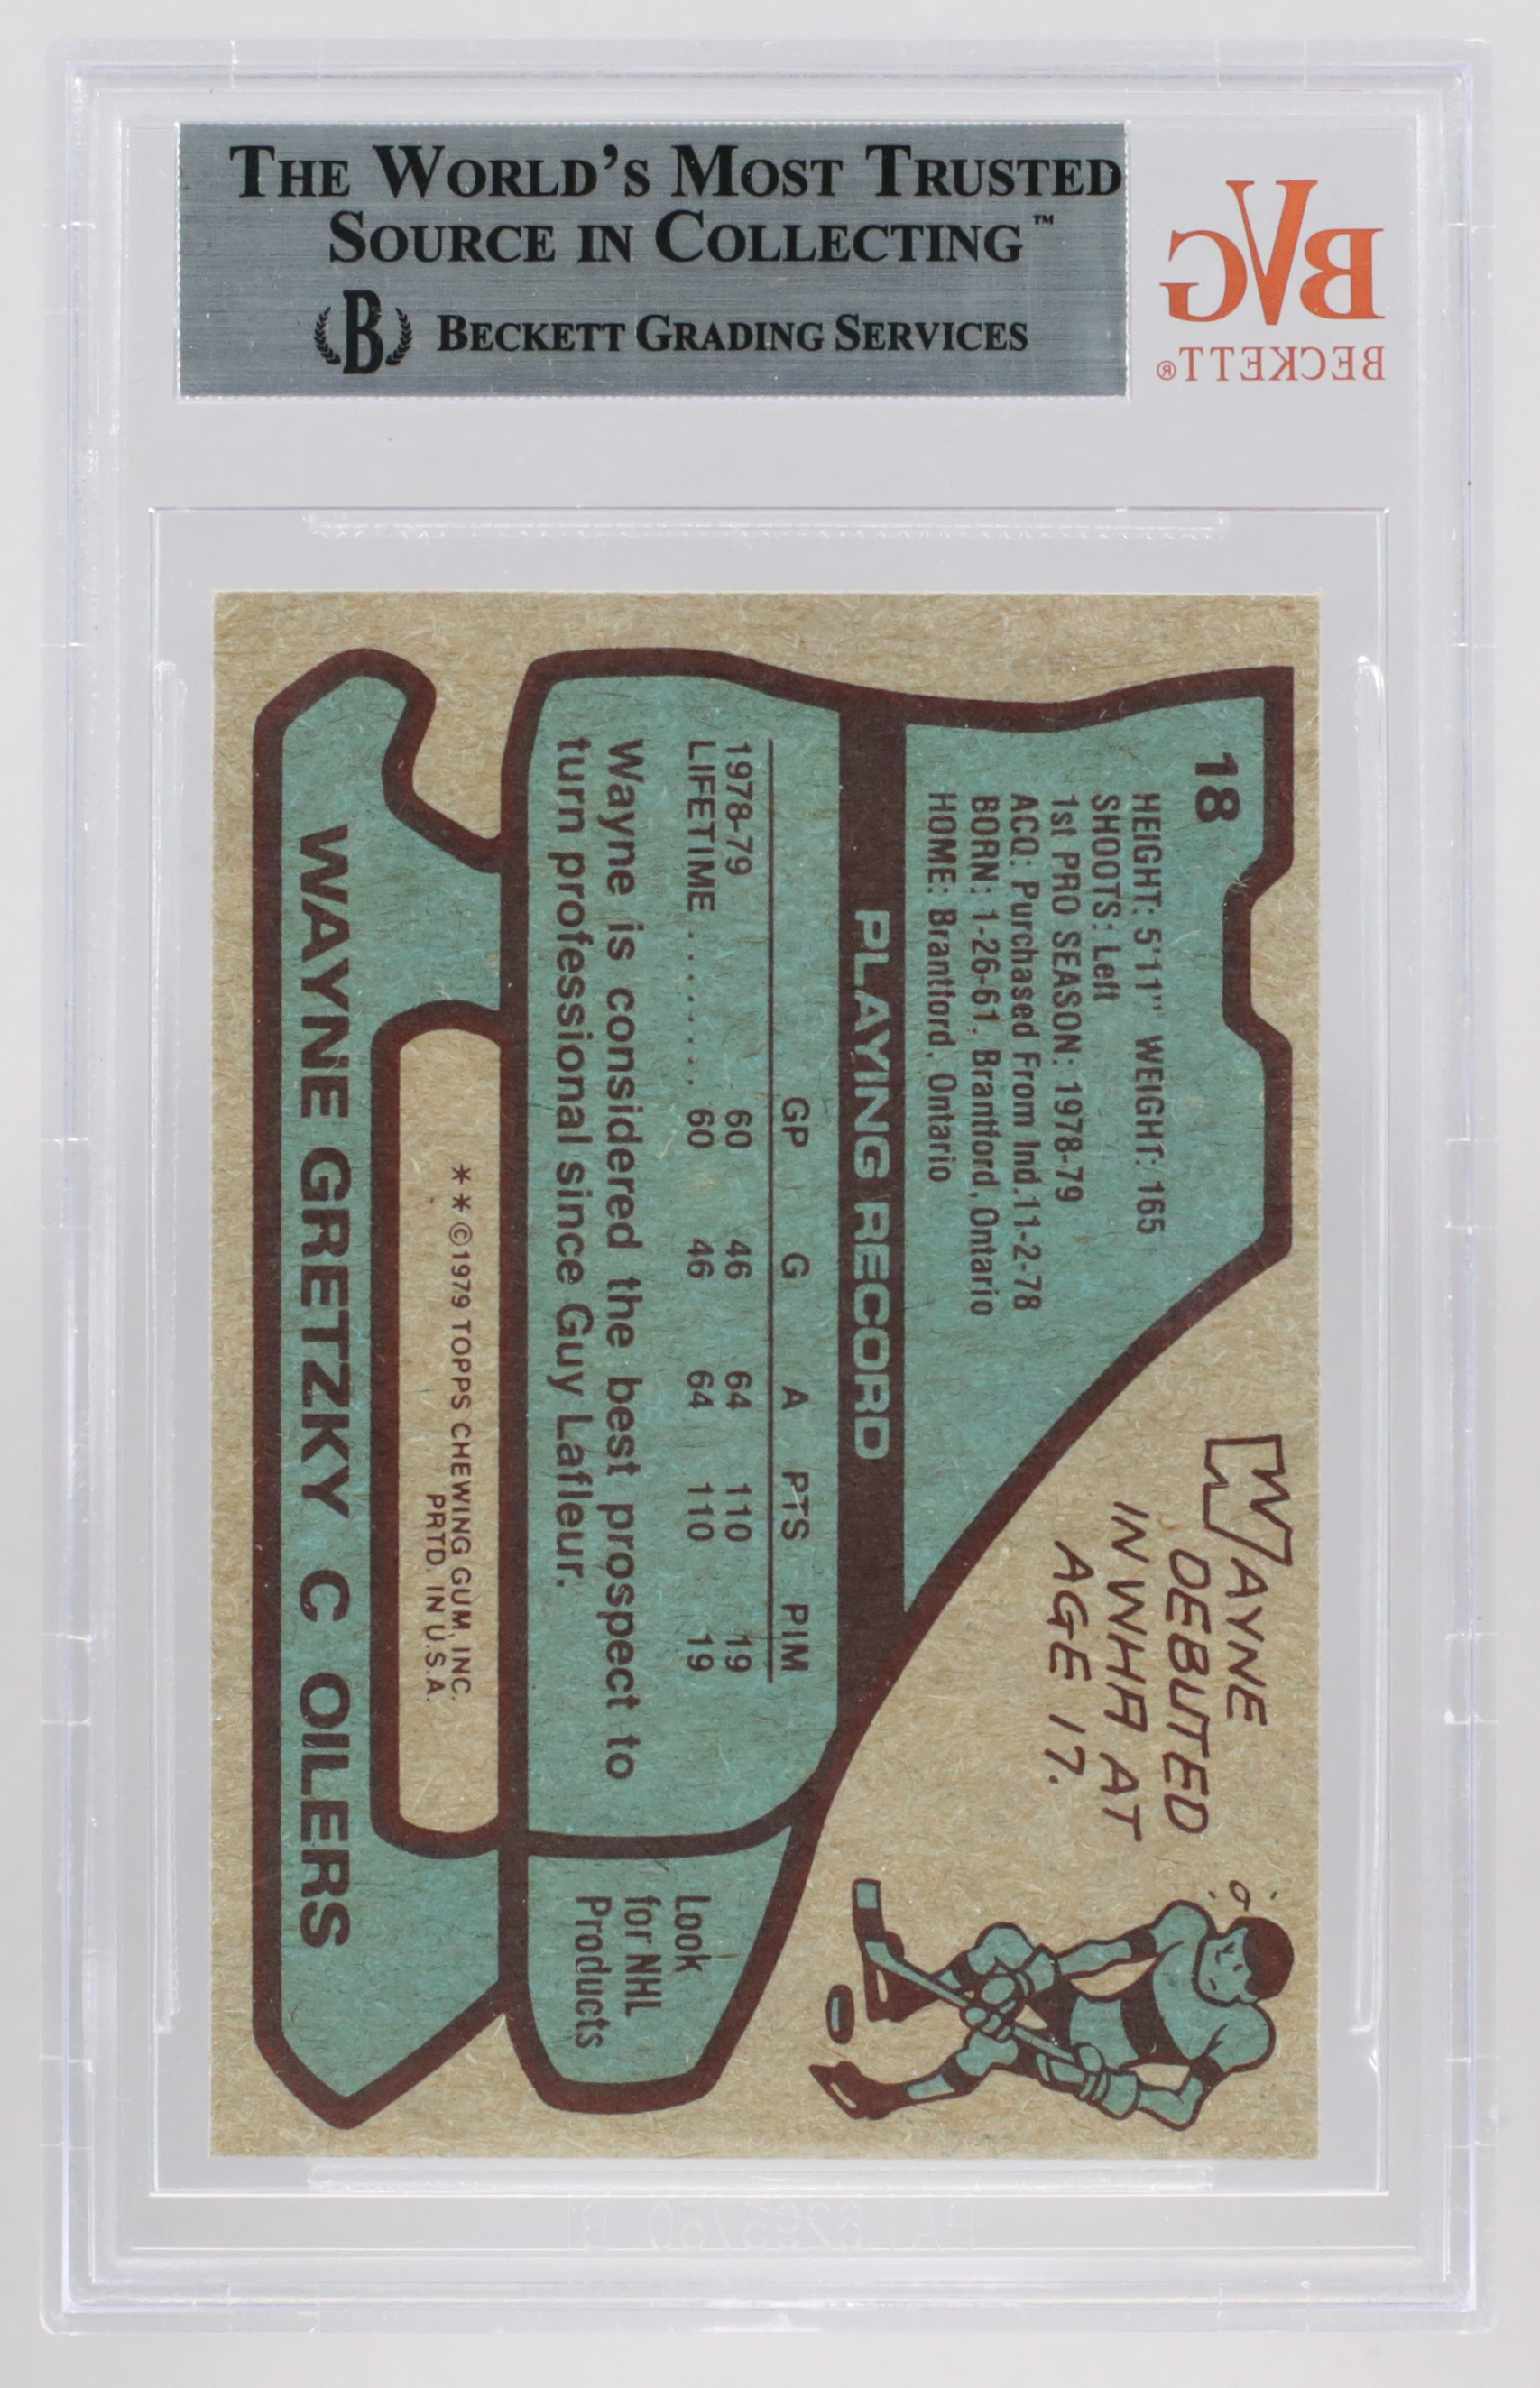 THE WORLD'S MOST TRUSTED
SOURCE IN COLLECTING™
B BECKETT GRADING SERVICES
BVG
BECKETT®
18
HEIGHT: 5'11" WEIGHT: 165
SHOOTS: Left
1st PRO SEASON: 1978-79
ACQ: Purchased From Ind.11-2-78
BORN: 1-26-61, Brantford, Ontario
HOME: Brantford, Ontario
WAYNE
DEBUTED
IN WHA AT
AGE 17.
PLAYING RECORD
GP G A PTS PIM
1978-79 60 46 64 110 19
LIFETIME ....... 60 46 64 110 19
Wayne is considered the best prospect to
turn professional since Guy Lafleur.
Look
for NHL
Products
**©1979 TOPPS CHEWING GUM, INC.
PRTD. IN U.S.A.
WAYNE GRETZKY C OILERS